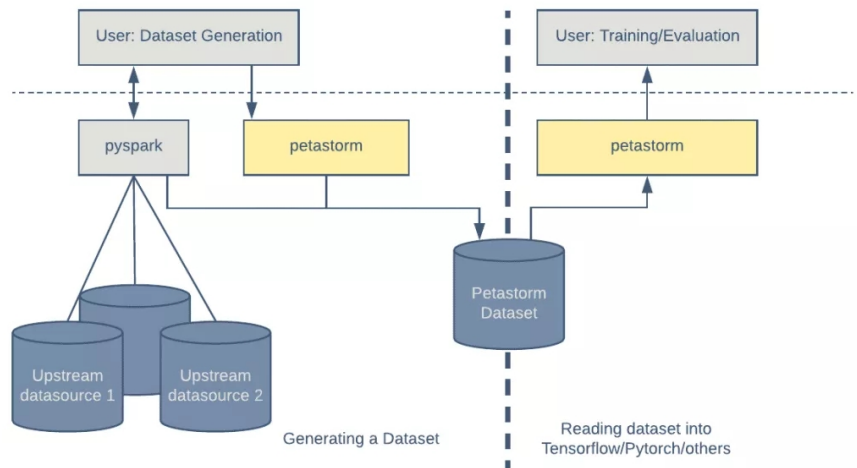 User: Dataset Generation
User: Training/Evaluation
pyspark
petastorm
petastorm
Petastorm
Dataset
Upstream
datasource 1
Upstream
datasource 2
Generating a Dataset
Reading dataset into
Tensorflow/Pytorch/others